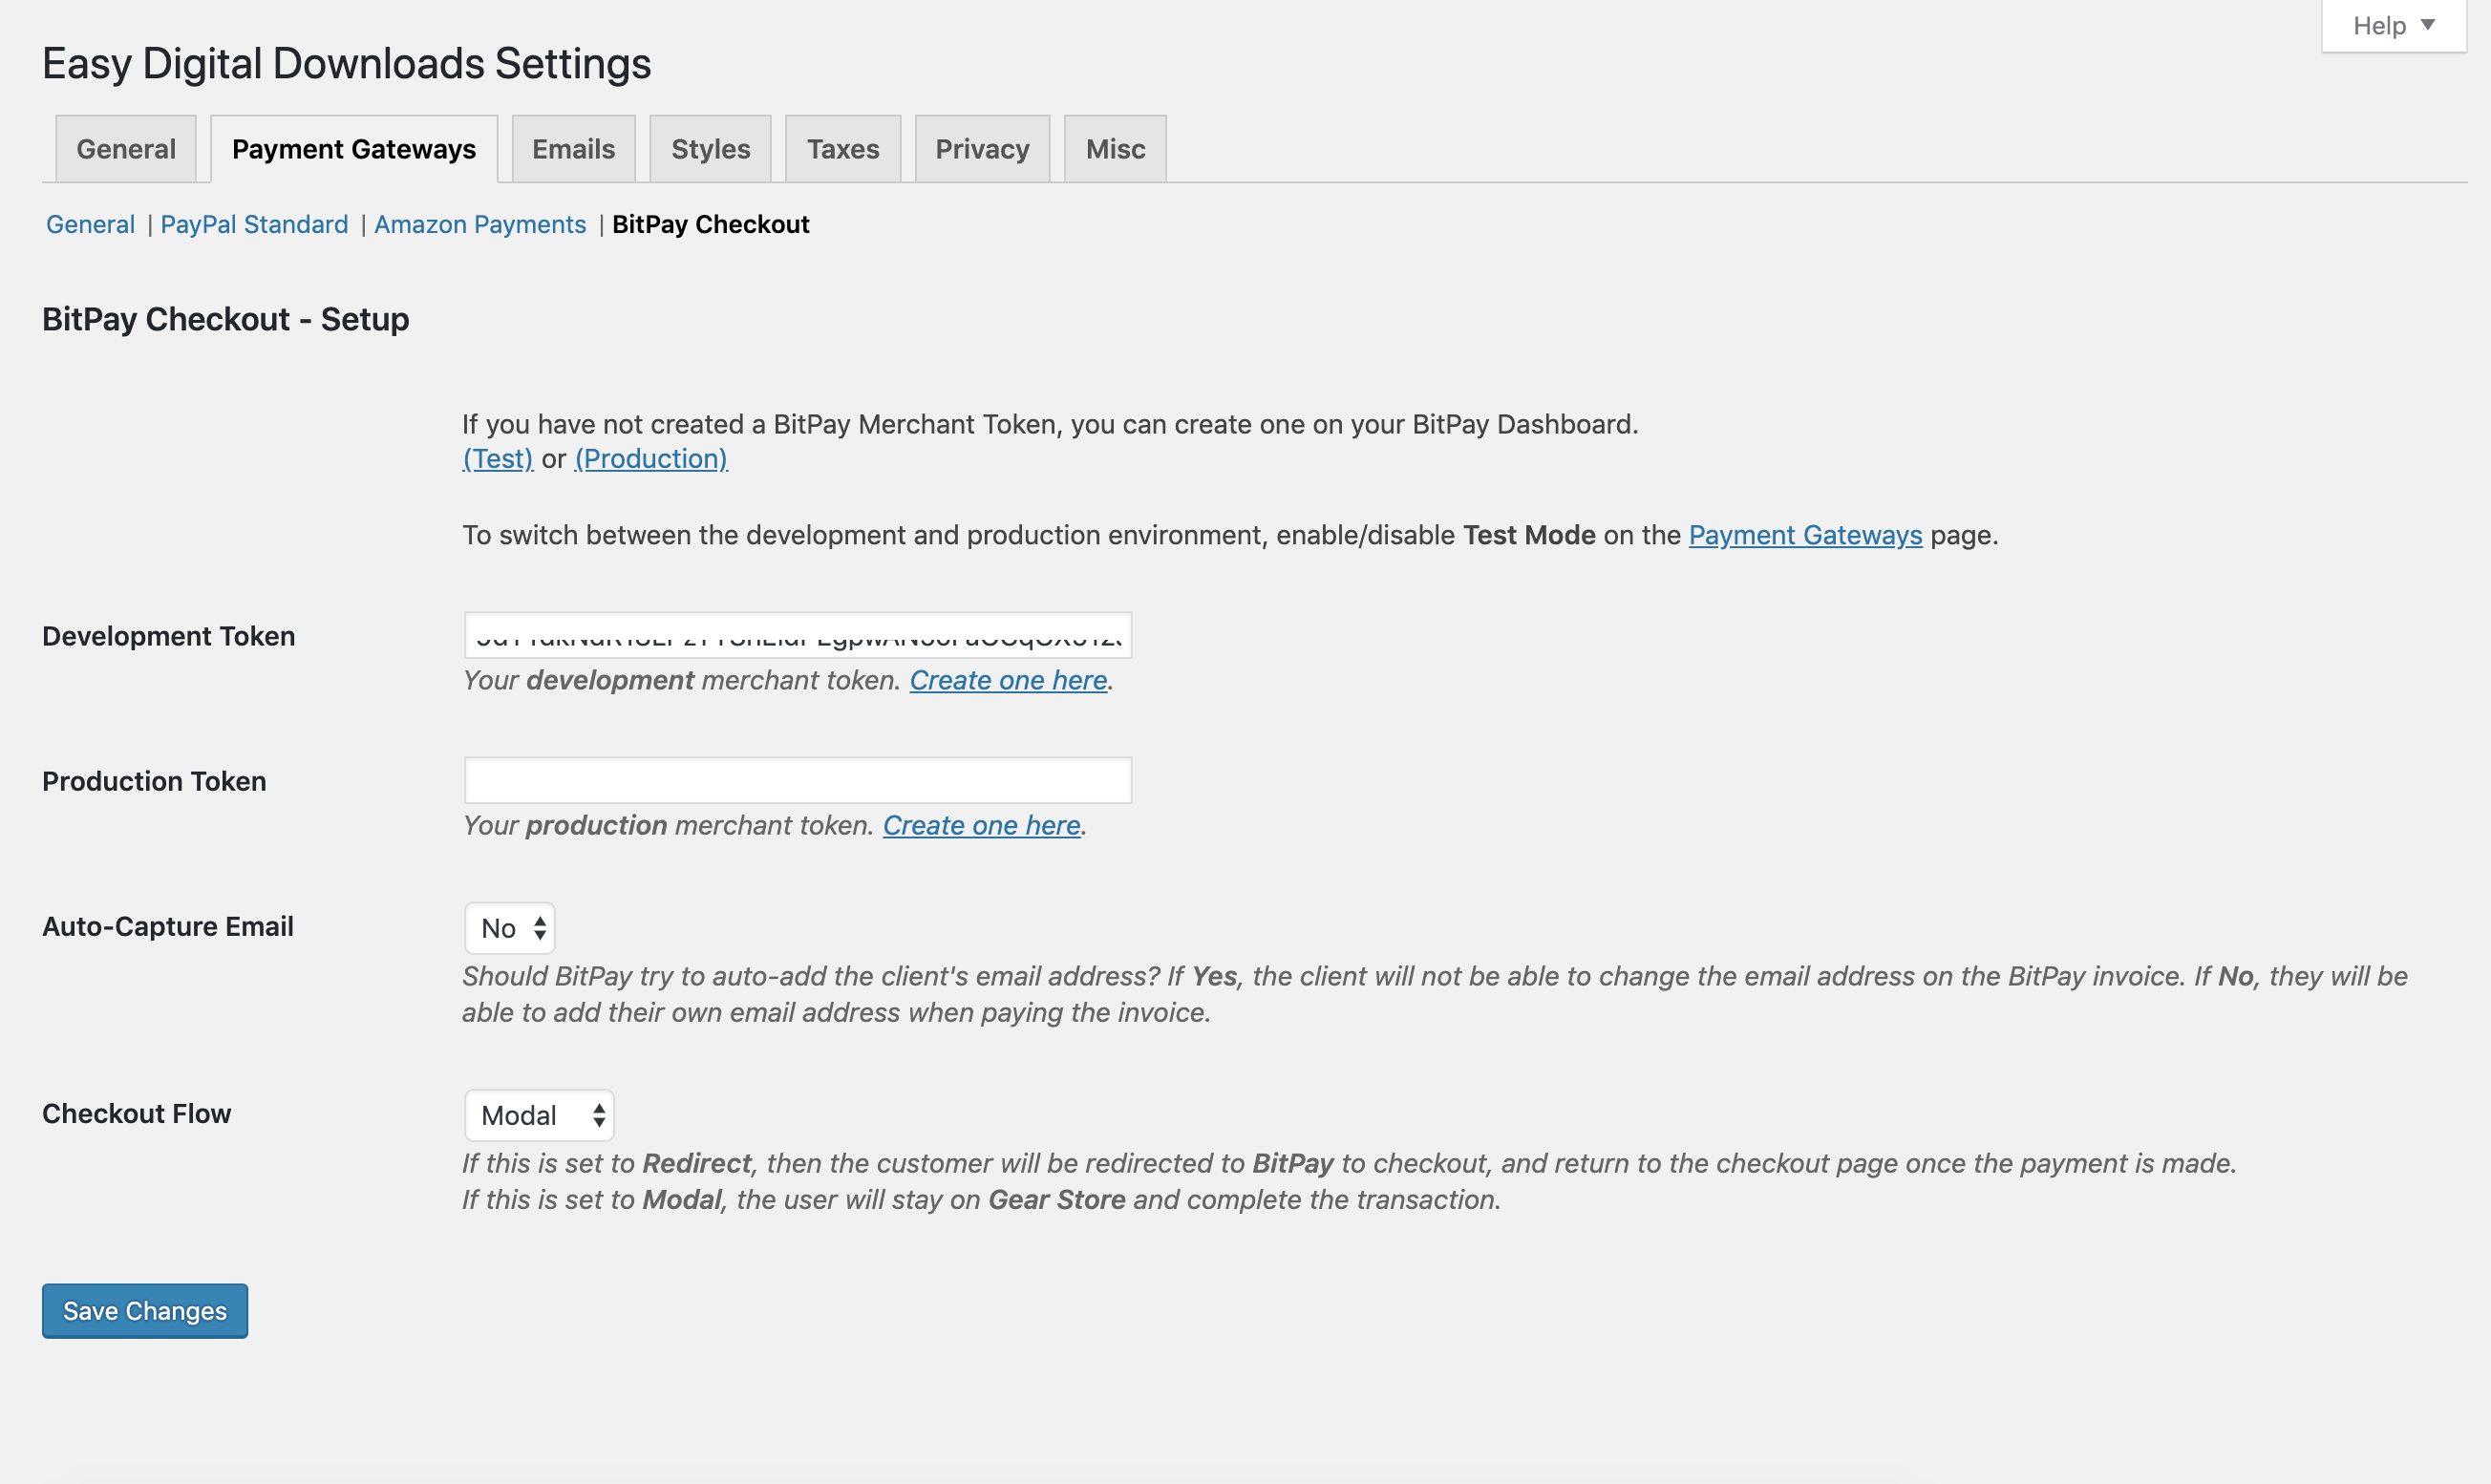 Help
Easy Digital Downloads Settings
General Payment Gateways Emails Styles Taxes Privacy Misc
General | PayPal Standard | Amazon Payments | BitPay Checkout
BitPay Checkout - Setup
If you have not created a BitPay Merchant Token, you can create one on your BitPay Dashboard.
(Test) or (Production)
To switch between the development and production environment, enable/disable Test Mode on the Payment Gateways page.
Development Token
Your development merchant token. Create one here.
Production Token
Your production merchant token. Create one here.
Auto-Capture Email No
Should BitPay try to auto-add the client's email address? If Yes, the client will not be able to change the email address on the BitPay invoice. If No, they will be
able to add their own email address when paying the invoice.
Checkout Flow Modal
If this is set to Redirect, then the customer will be redirected to BitPay to checkout, and return to the checkout page once the payment is made.
If this is set to Modal, the user will stay on Gear Store and complete the transaction.
Save Changes